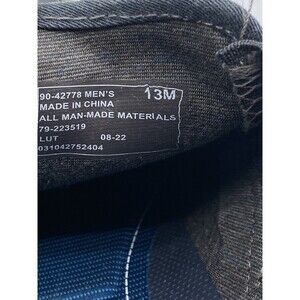 90-42778 MEN'S 13M
MADE IN CHINA
ALL MAN-MADE MATERIALS
79-223519
LUT 08-22
031042752404